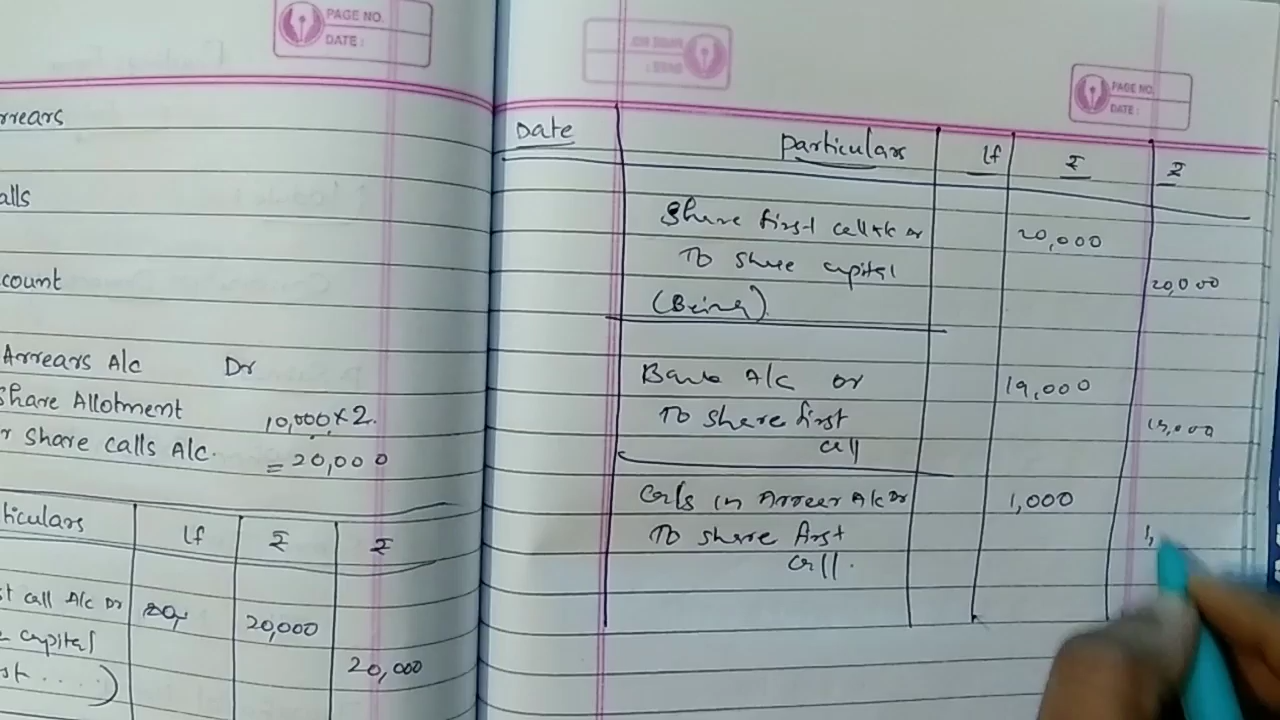 PAGE NO.
DATE :
rrears
alls
count
Arrears A/c Dr
Share Allotment 10,000×2.
r share calls A/c. = 20,000
ticulars lf ₹ ₹
st call A/c Dr 20,000
capital 20,000
st ....)
PAGE NO.
DATE :
Date Particulars lf ₹ ₹
Share first call A/c Dr 20,000
To share capital 20,000
(Being)
Bank A/c Dr 19,000
To share first
call
Calls in Arrear A/c Dr 1,000
To share first 1,
call.